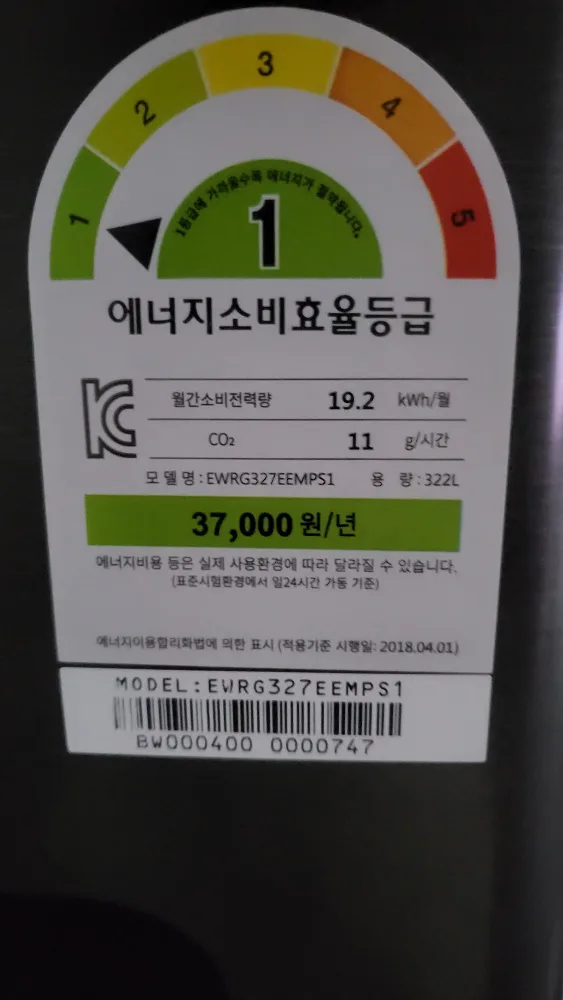 1
2
3
4
5
1등급에 가까울수록 에너지가 절약됩니다.
1
에너지소비효율등급
월간소비전력량 19.2 kWh/월
CO₂ 11 g/시간
모 델 명 : EWRG327EEMPS1 용 량 : 322L
37,000 원/년
에너지비용 등은 실제 사용환경에 따라 달라질 수 있습니다.
(표준시험환경에서 일24시간 가동 기준)
에너지이용합리화법에 의한 표시 (적용기준 시행일: 2018.04.01)
MODEL:EWRG327EEMPS1
BW000400 0000747